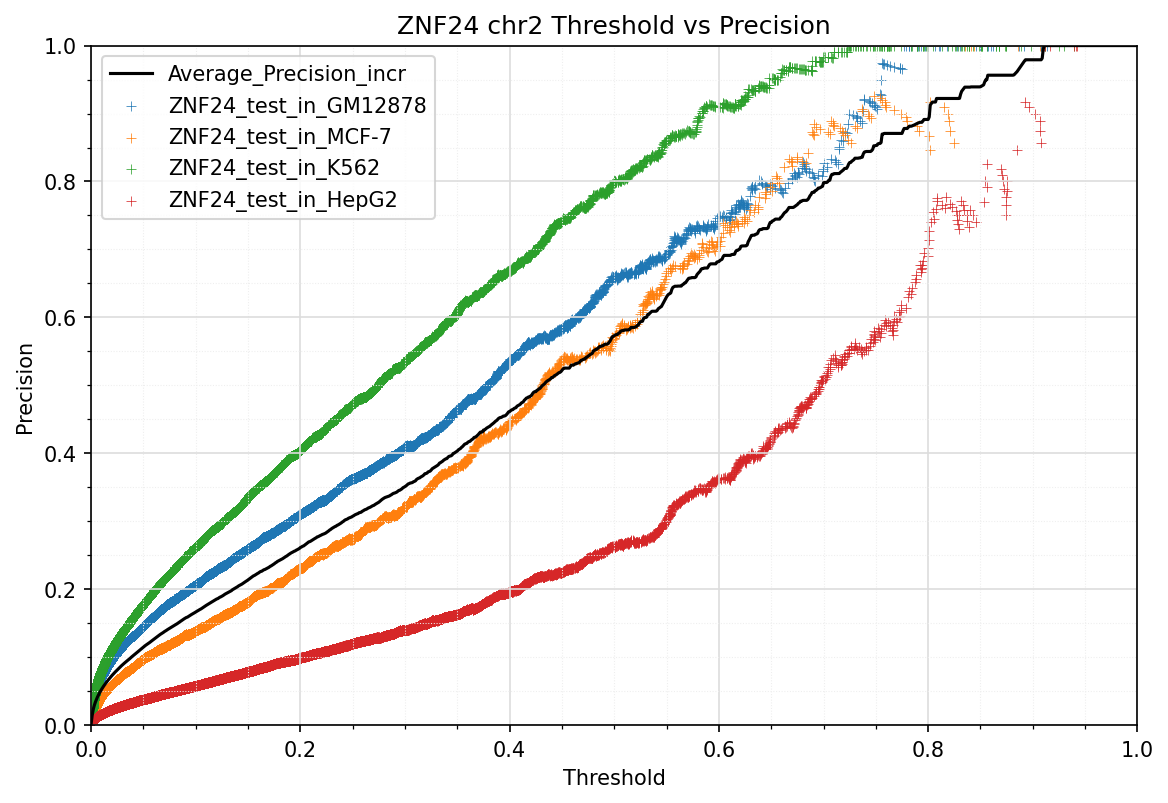 ZNF24 chr2 Threshold vs Precision
1.0
0.8
0.6
0.4
0.2
0.0
Precision
Average_Precision_incr
ZNF24_test_in_GM12878
ZNF24_test_in_MCF-7
ZNF24_test_in_K562
ZNF24_test_in_HepG2
0.0 0.2 0.4 0.6 0.8 1.0
Threshold